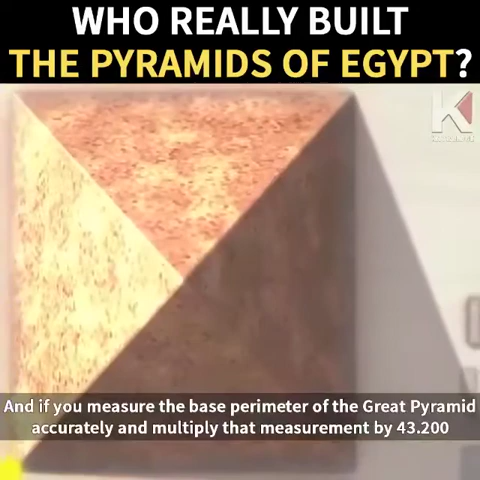 WHO REALLY BUILT
THE PYRAMIDS OF EGYPT?
K
And if you measure the base perimeter of the Great Pyramid
accurately and multiply that measurement by 43.200